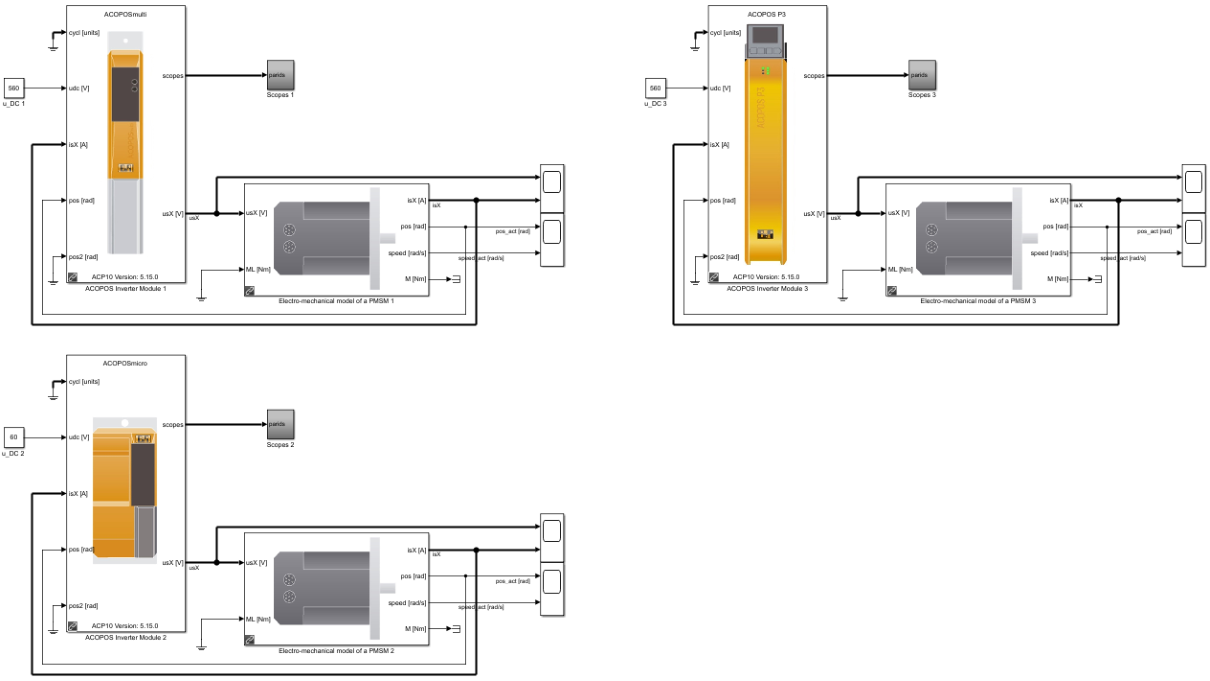 ACOPOSmulti
cycl [units]
560
u_DC 1
udc [V]
scopes
parids
Scopes 1
isX [A]
pos [rad]
pos2 [rad]
usX [V]
usX
ACP10 Version: 5.15.0
ACOPOS Inverter Module 1
usX [V]
ML [Nm]
isX [A]
isX
pos [rad]
pos_act [rad]
speed [rad/s]
speed_act [rad/s]
M [Nm]
Electro-mechanical model of a PMSM 1
ACOPOS P3
cycl [units]
560
u_DC 3
udc [V]
scopes
parids
Scopes 3
ACOPOS P3
isX [A]
pos [rad]
pos2 [rad]
usX [V]
usX
ACP10 Version: 5.15.0
ACOPOS Inverter Module 3
usX [V]
ML [Nm]
isX [A]
isX
pos [rad]
pos_act [rad]
speed [rad/s]
speed_act [rad/s]
M [Nm]
Electro-mechanical model of a PMSM 3
ACOPOSmicro
cycl [units]
60
u_DC 2
udc [V]
scopes
parids
Scopes 2
isX [A]
pos [rad]
pos2 [rad]
usX [V]
usX
ACP10 Version: 5.15.0
ACOPOS Inverter Module 2
usX [V]
ML [Nm]
isX [A]
isX
pos [rad]
pos_act [rad]
speed [rad/s]
speed_act [rad/s]
M [Nm]
Electro-mechanical model of a PMSM 2